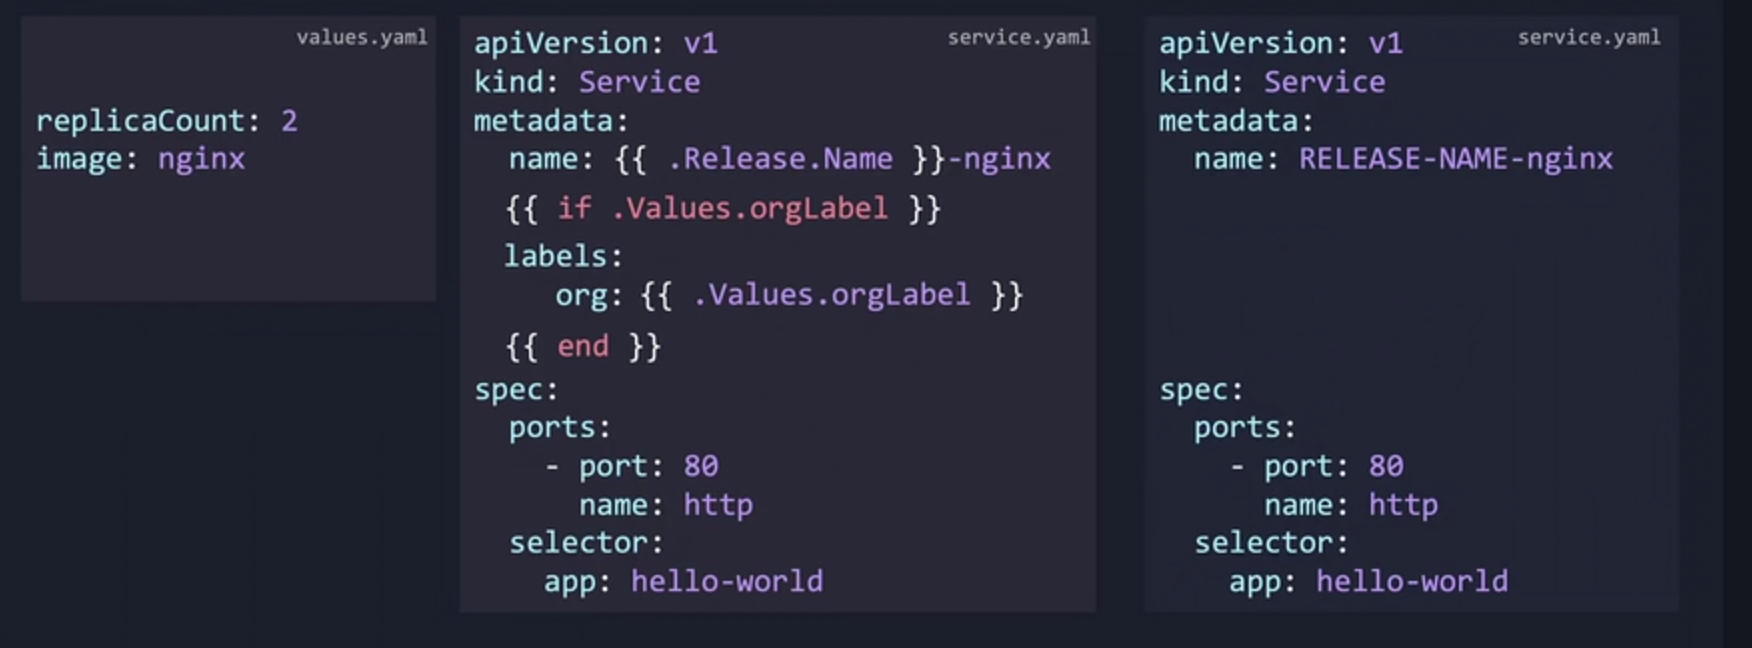 values.yaml
replicaCount: 2
image: nginx
service.yaml
apiVersion: v1
kind: Service
metadata:
  name: {{ .Release.Name }}-nginx
  {{ if .Values.orgLabel }}
  labels:
     org: {{ .Values.orgLabel }}
  {{ end }}
spec:
  ports:
    - port: 80
      name: http
  selector:
    app: hello-world
service.yaml
apiVersion: v1
kind: Service
metadata:
  name: RELEASE-NAME-nginx
spec:
  ports:
    - port: 80
      name: http
  selector:
    app: hello-world